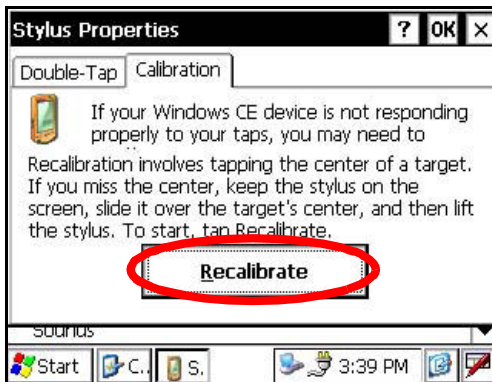 Stylus Properties ? OK ×
Double-Tap Calibration
If your Windows CE device is not responding
properly to your taps, you may need to
Recalibration involves tapping the center of a target.
If you miss the center, keep the stylus on the
screen, slide it over the target's center, and then lift
the stylus. To start, tap Recalibrate.
Recalibrate
Start C.. S. 3:39 PM